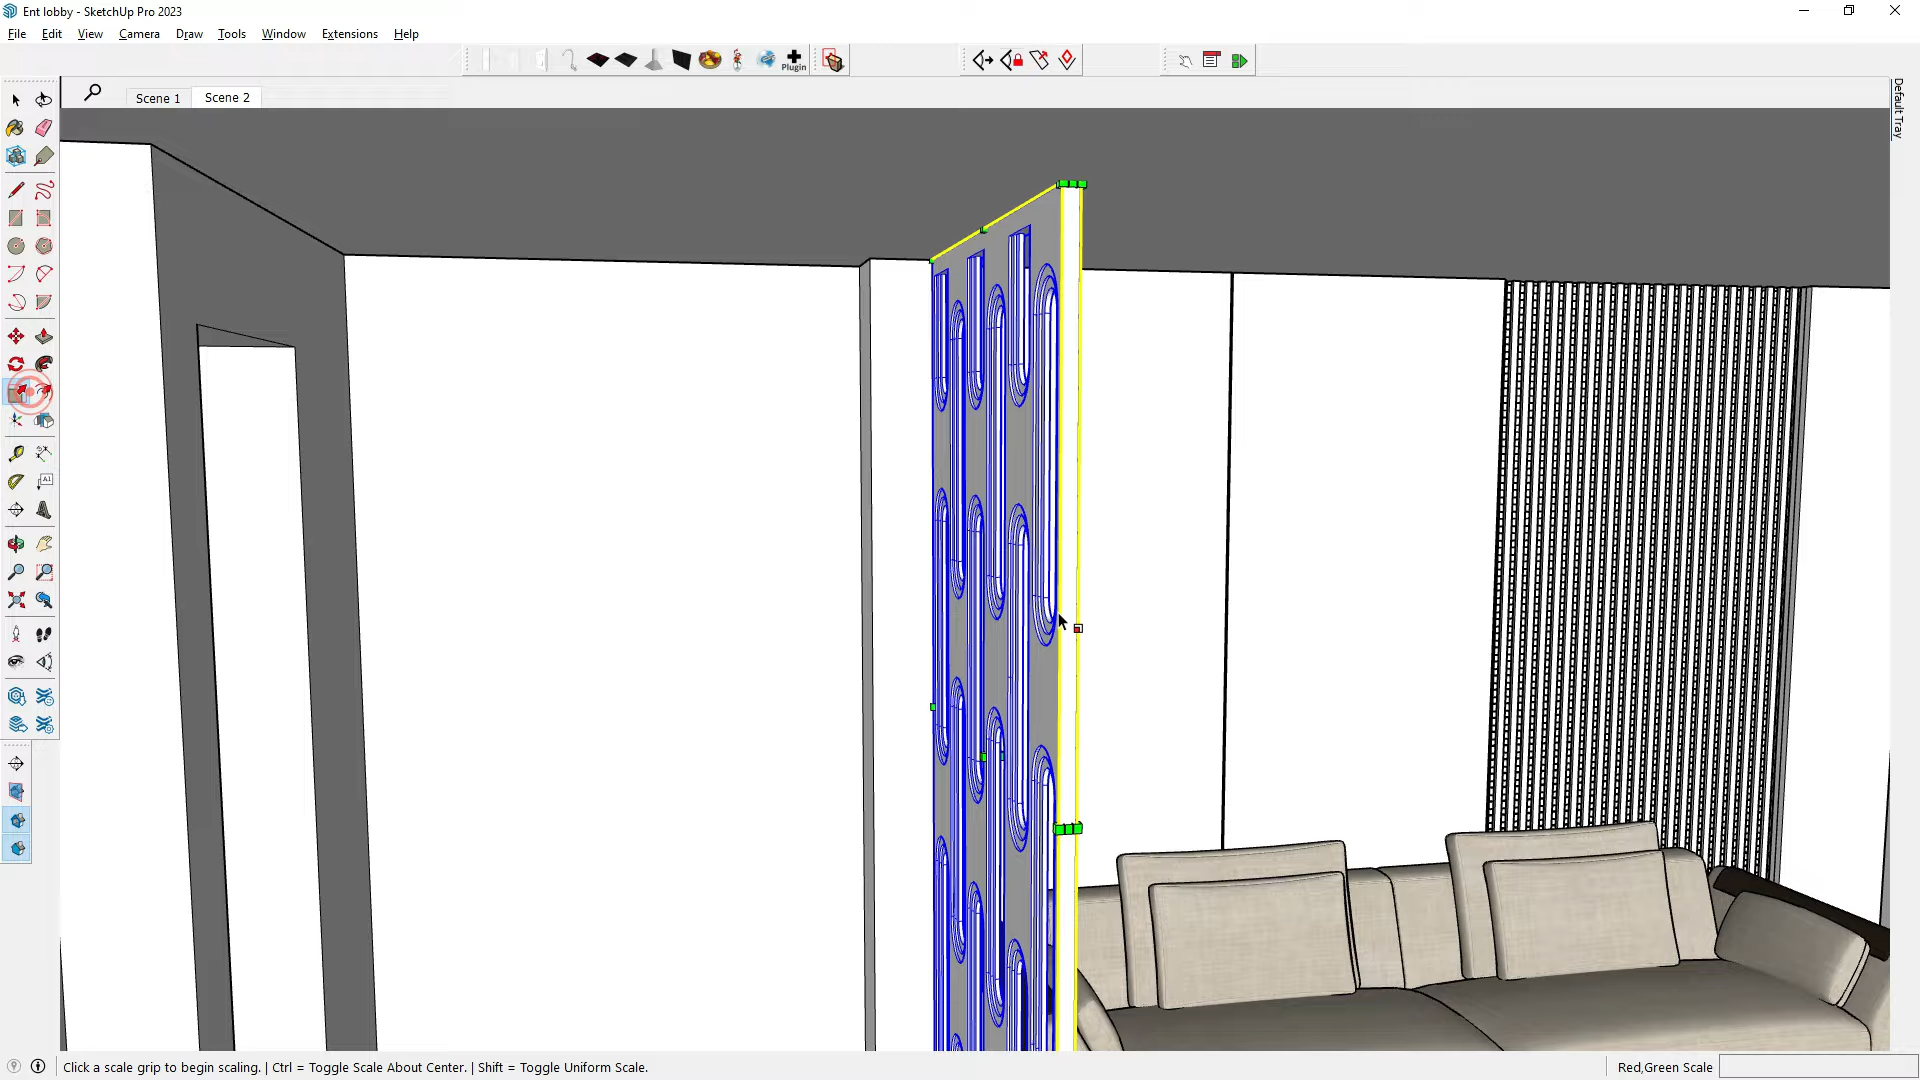 Ent lobby - SketchUp Pro 2023
File Edit View Camera Draw Tools Window Extensions Help
Plugin
Scene 1 Scene 2
Default Tray
A1
Click a scale grip to begin scaling. | Ctrl = Toggle Scale About Center. | Shift = Toggle Uniform Scale.
Red,Green Scale